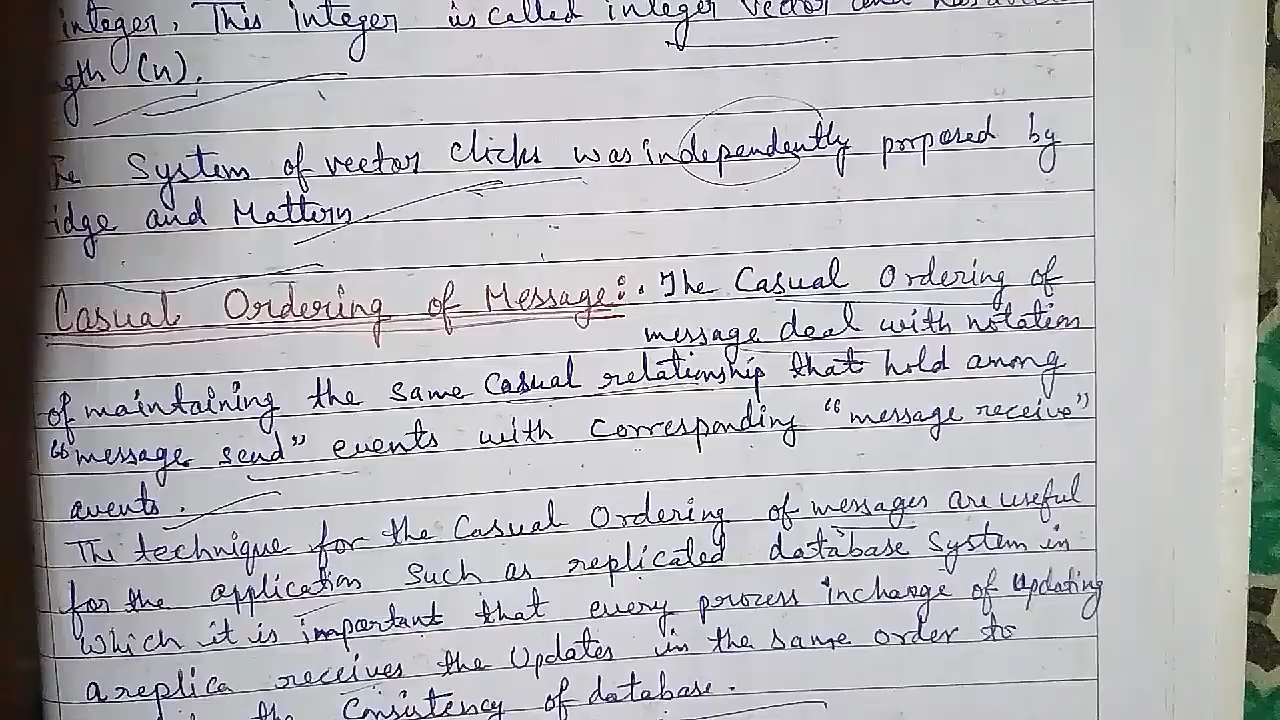 integer. This integer is called integer vector and
ngth (n).
The System of vector clicks was independently proposed by
idge and Mattern
Casual Ordering of Message:. The Casual Ordering of
message deal with notation
of maintaining the same Casual relationship that hold among
"message send" events with corresponding "message receive"
events.
The technique for the Casual Ordering of messages are useful
for the application such as replicated database System in
which it is important that every process incharge of updating
a replica receives the Updates in the same order to
the Consistency of database.